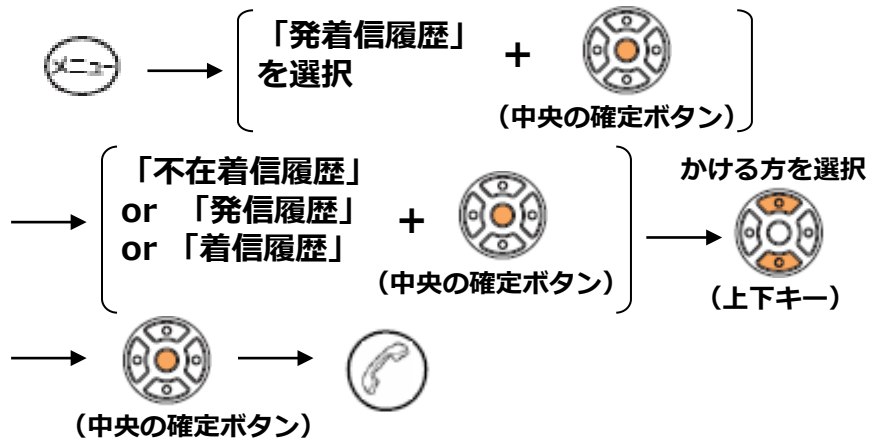 メニュー
「発着信履歴」
を選択
+
（中央の確定ボタン）
「不在着信履歴」
or 「発信履歴」
or 「着信履歴」
+
（中央の確定ボタン）
かける方を選択
（上下キー）
（中央の確定ボタン）